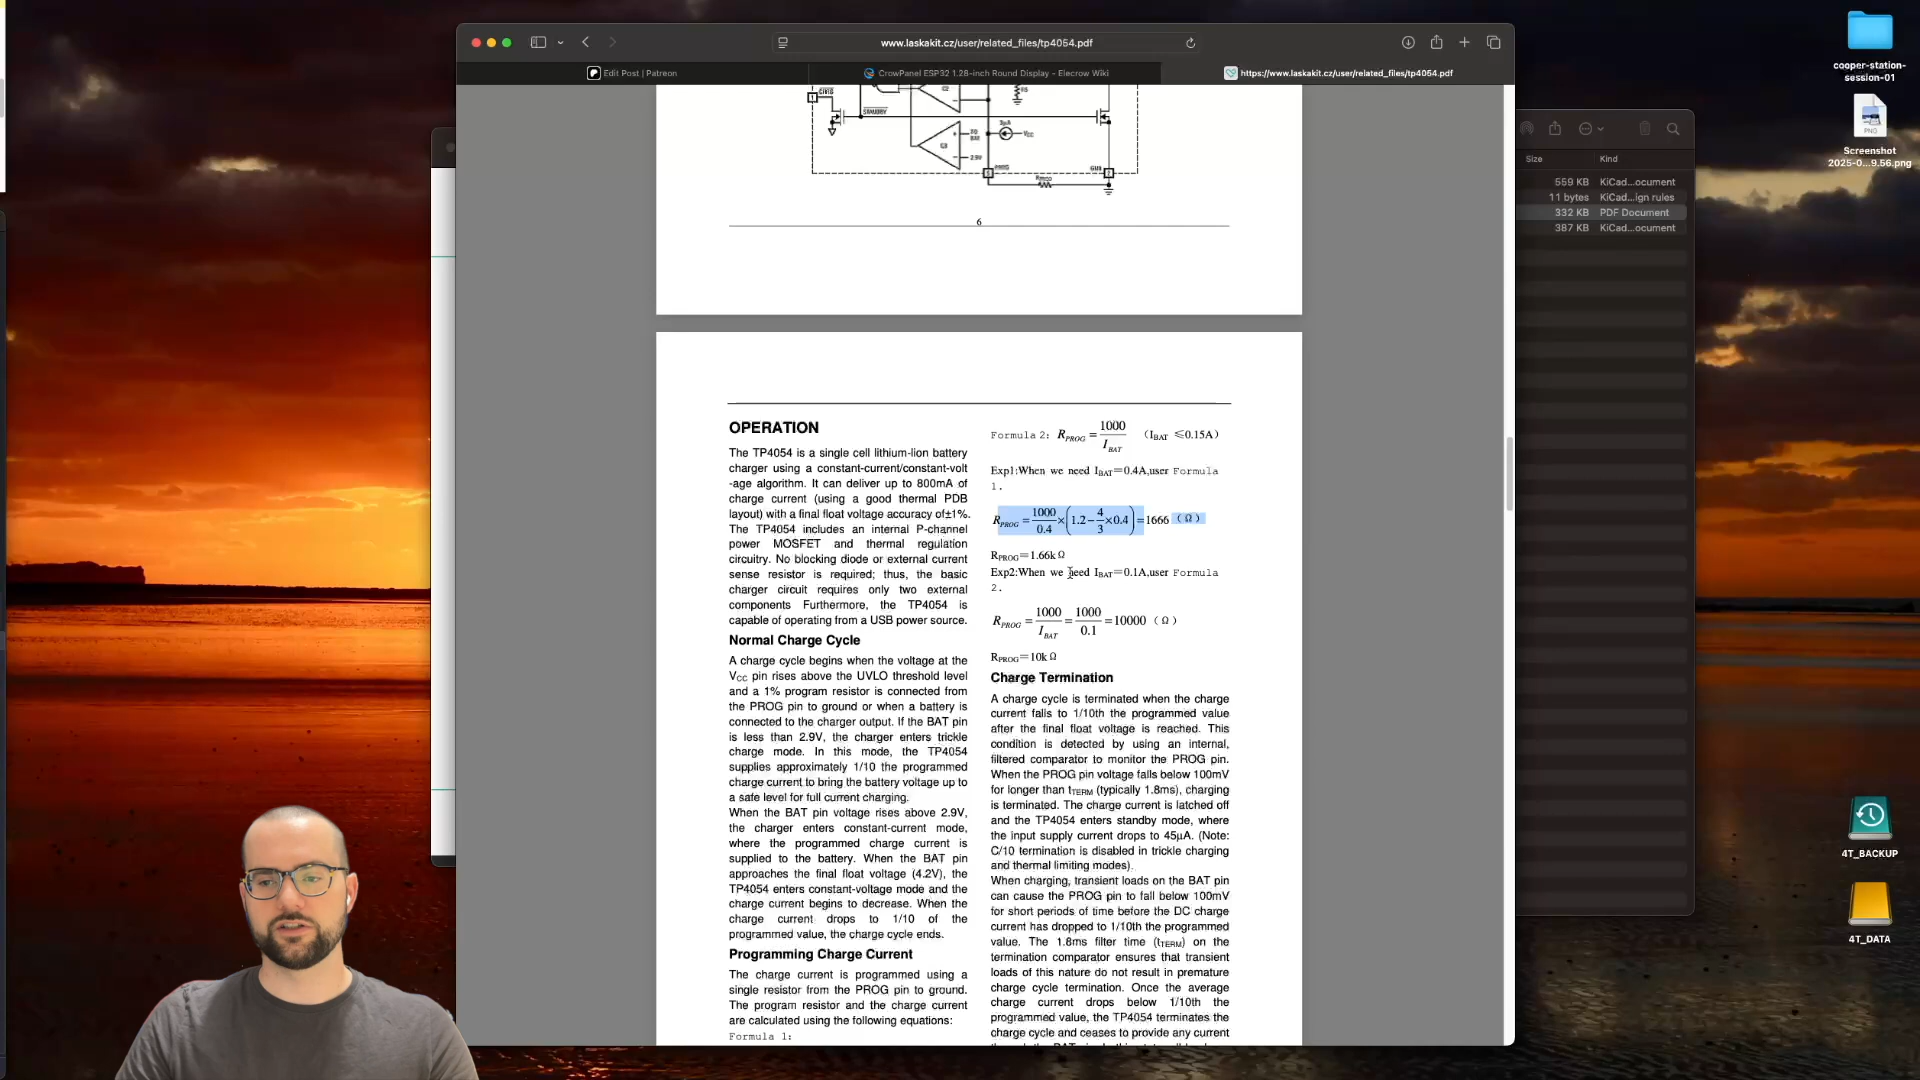 www.laskakit.cz/user/related_files/tp4054.pdf
Edit Post | Patreon
CrowPanel ESP32 1.28-inch Round Display - Elecrow Wiki
https://www.laskakit.cz/user/related_files/tp4054.pdf
cooper-station-
session-01
PNG
Screenshot
2025-0...9.56.png
Size Kind
559 KB KiCad...ocument
11 bytes KiCad...ign rules
332 KB PDF Document
387 KB KiCad...ocument
4T_BACKUP
4T_DATA
STANDBY
C2
C3
3µA
VCC
2.9V
PROG
GND
RPROG
6
OPERATION
The TP4054 is a single cell lithium-lion battery
charger using a constant-current/constant-volt
-age algorithm. It can deliver up to 800mA of
charge current (using a good thermal PDB
layout) with a final float voltage accuracy of±1%.
The TP4054 includes an internal P-channel
power MOSFET and thermal regulation
circuitry. No blocking diode or external current
sense resistor is required; thus, the basic
charger circuit requires only two external
components Furthermore, the TP4054 is
capable of operating from a USB power source.
Normal Charge Cycle
A charge cycle begins when the voltage at the
VCC pin rises above the UVLO threshold level
and a 1% program resistor is connected from
the PROG pin to ground or when a battery is
connected to the charger output. If the BAT pin
is less than 2.9V, the charger enters trickle
charge mode. In this mode, the TP4054
supplies approximately 1/10 the programmed
charge current to bring the battery voltage up to
a safe level for full current charging.
When the BAT pin voltage rises above 2.9V,
the charger enters constant-current mode,
where the programmed charge current is
supplied to the battery. When the BAT pin
approaches the final float voltage (4.2V), the
TP4054 enters constant-voltage mode and the
charge current begins to decrease. When the
charge current drops to 1/10 of the
programmed value, the charge cycle ends.
Programming Charge Current
The charge current is programmed using a
single resistor from the PROG pin to ground.
The program resistor and the charge current
are calculated using the following equations:
Formula 1:
Formula 2: RPROG = 1000/IBAT (IBAT ≤0.15A)
Exp1:When we need IBAT=0.4A,user Formula
1.
RPROG = 1000/0.4 × (1.2 − 4/3 × 0.4) = 1666 (Ω)
RPROG=1.66kΩ
Exp2:When we need IBAT=0.1A,user Formula
2.
RPROG = 1000/IBAT = 1000/0.1 = 10000 (Ω)
RPROG=10kΩ
Charge Termination
A charge cycle is terminated when the charge
current falls to 1/10th the programmed value
after the final float voltage is reached. This
condition is detected by using an internal,
filtered comparator to monitor the PROG pin.
When the PROG pin voltage falls below 100mV
for longer than tTERM (typically 1.8ms), charging
is terminated. The charge current is latched off
and the TP4054 enters standby mode, where
the input supply current drops to 45µA. (Note:
C/10 termination is disabled in trickle charging
and thermal limiting modes).
When charging, transient loads on the BAT pin
can cause the PROG pin to fall below 100mV
for short periods of time before the DC charge
current has dropped to 1/10th the programmed
value. The 1.8ms filter time (tTERM) on the
termination comparator ensures that transient
loads of this nature do not result in premature
charge cycle termination. Once the average
charge current drops below 1/10th the
programmed value, the TP4054 terminates the
charge cycle and ceases to provide any current